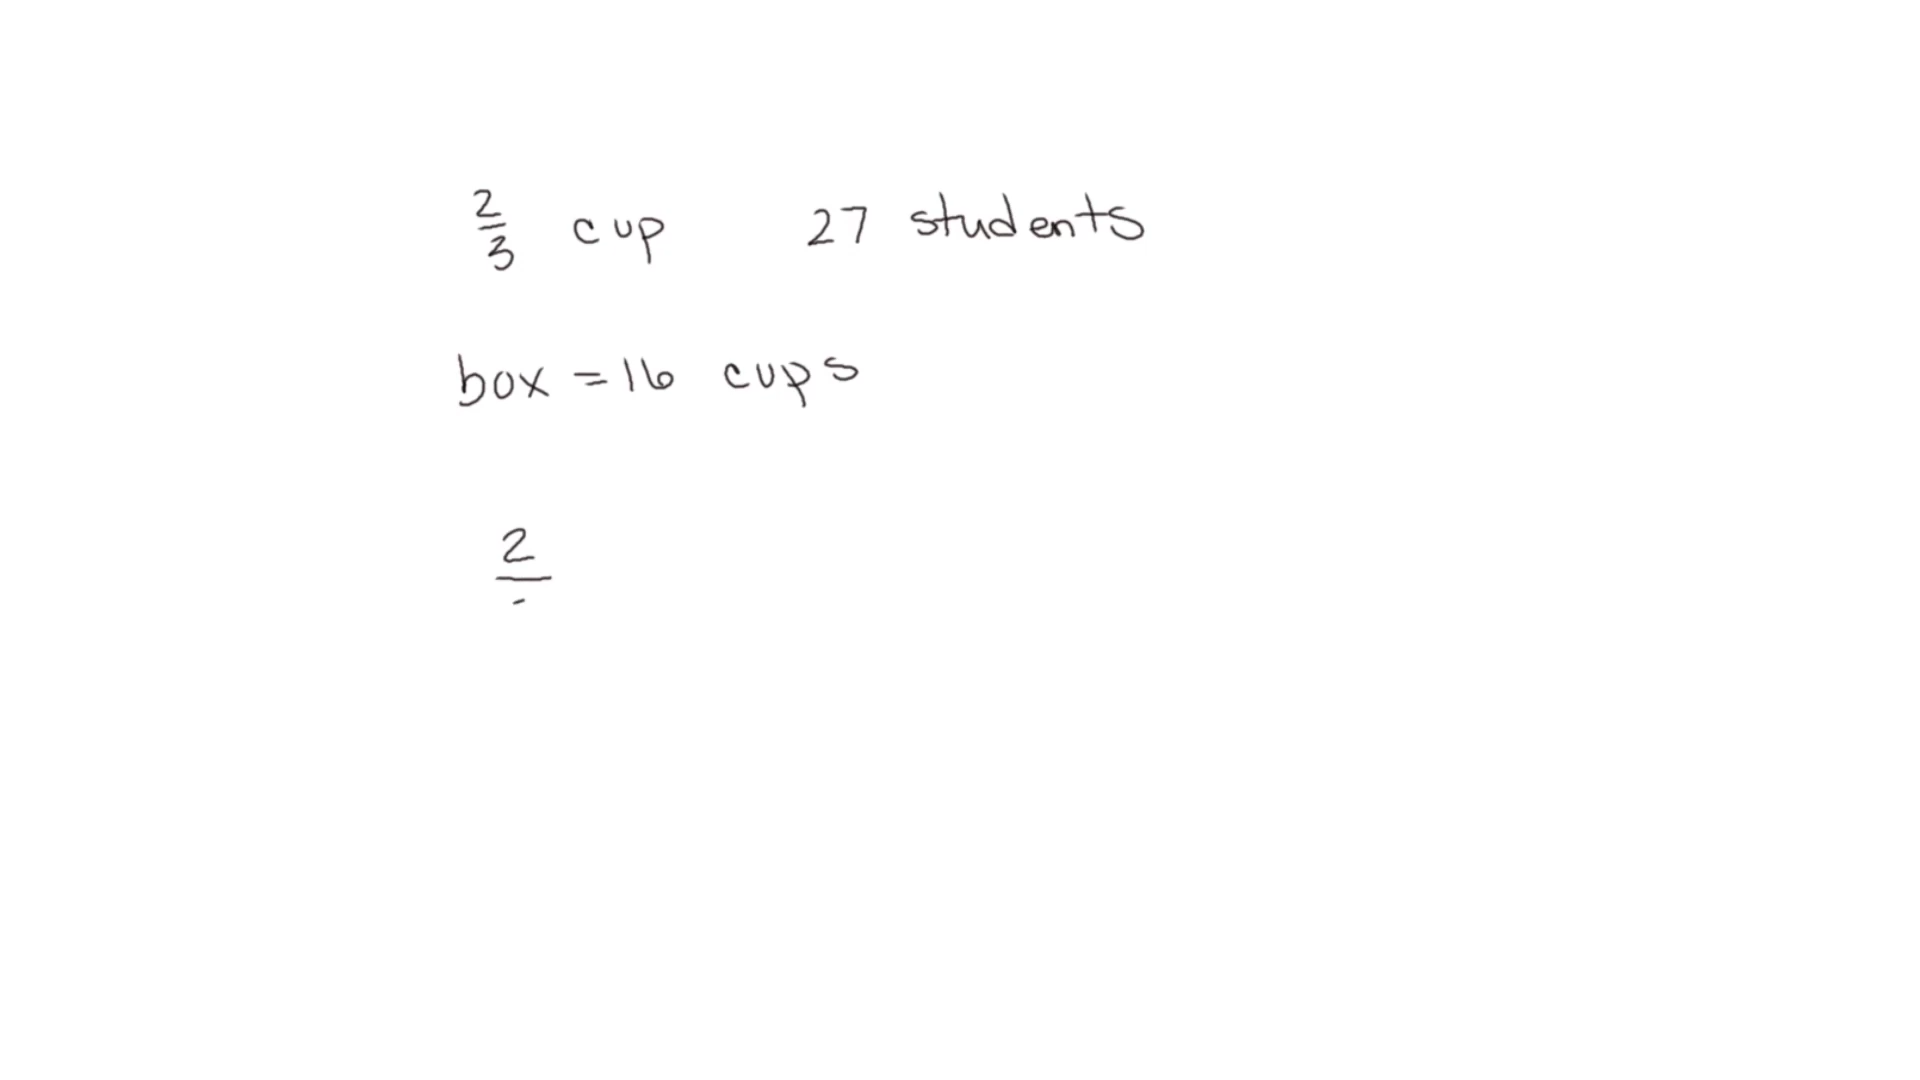 2/3 cup 27 students
box = 16 cups
2